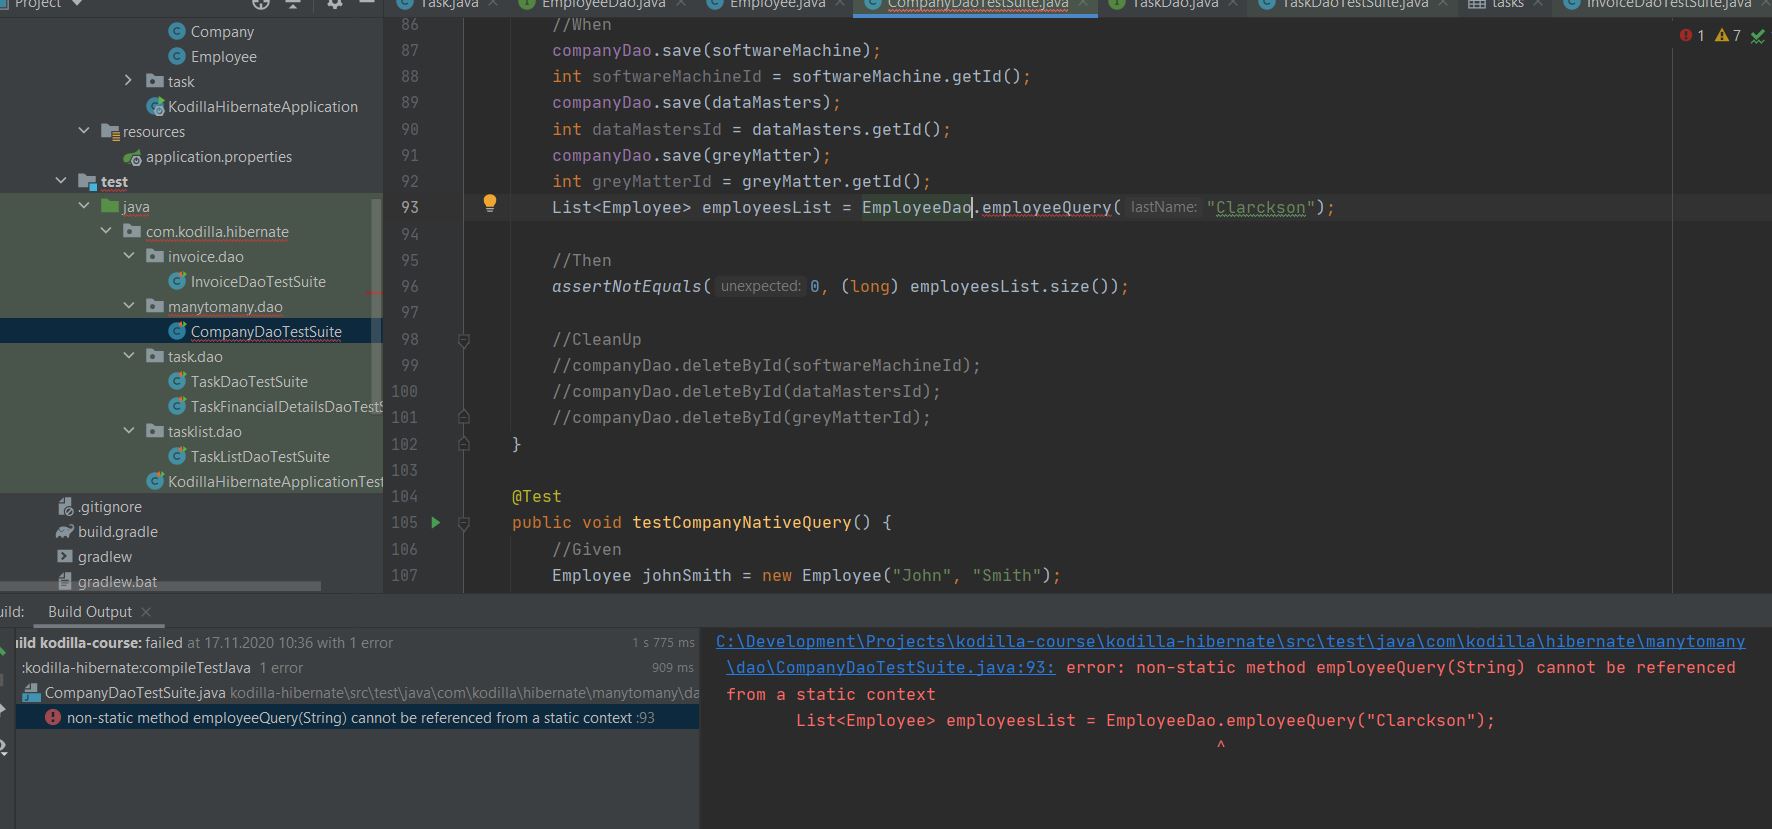 Project
Task.java
EmployeeDao.java
Employee.java
CompanyDaoTestSuite.java
TaskDao.java
TaskDaoTestSuite.java
tasks
InvoiceDaoTestSuite.java
Company
Employee
task
KodillaHibernateApplication
resources
application.properties
test
java
com.kodilla.hibernate
invoice.dao
InvoiceDaoTestSuite
manytomany.dao
CompanyDaoTestSuite
task.dao
TaskDaoTestSuite
TaskFinancialDetailsDaoTestS
tasklist.dao
TaskListDaoTestSuite
KodillaHibernateApplicationTest
.gitignore
build.gradle
gradlew
gradlew.bat
1 7
86 //When
87 companyDao.save(softwareMachine);
88 int softwareMachineId = softwareMachine.getId();
89 companyDao.save(dataMasters);
90 int dataMastersId = dataMasters.getId();
91 companyDao.save(greyMatter);
92 int greyMatterId = greyMatter.getId();
93 List<Employee> employeesList = EmployeeDao.employeeQuery( lastName: "Clarckson");
94
95 //Then
96 assertNotEquals( unexpected: 0, (long) employeesList.size());
97
98 //CleanUp
99 //companyDao.deleteById(softwareMachineId);
100 //companyDao.deleteById(dataMastersId);
101 //companyDao.deleteById(greyMatterId);
102 }
103
104 @Test
105 public void testCompanyNativeQuery() {
106 //Given
107 Employee johnSmith = new Employee("John", "Smith");
uild: Build Output
uild kodilla-course: failed at 17.11.2020 10:36 with 1 error 1 s 775 ms
:kodilla-hibernate:compileTestJava 1 error 909 ms
CompanyDaoTestSuite.java kodilla-hibernate\src\test\java\com\kodilla\hibernate\manytomany\da
non-static method employeeQuery(String) cannot be referenced from a static context :93
C:\Development\Projects\kodilla-course\kodilla-hibernate\src\test\java\com\kodilla\hibernate\manytomany
\dao\CompanyDaoTestSuite.java:93: error: non-static method employeeQuery(String) cannot be referenced
from a static context
List<Employee> employeesList = EmployeeDao.employeeQuery("Clarckson");
^